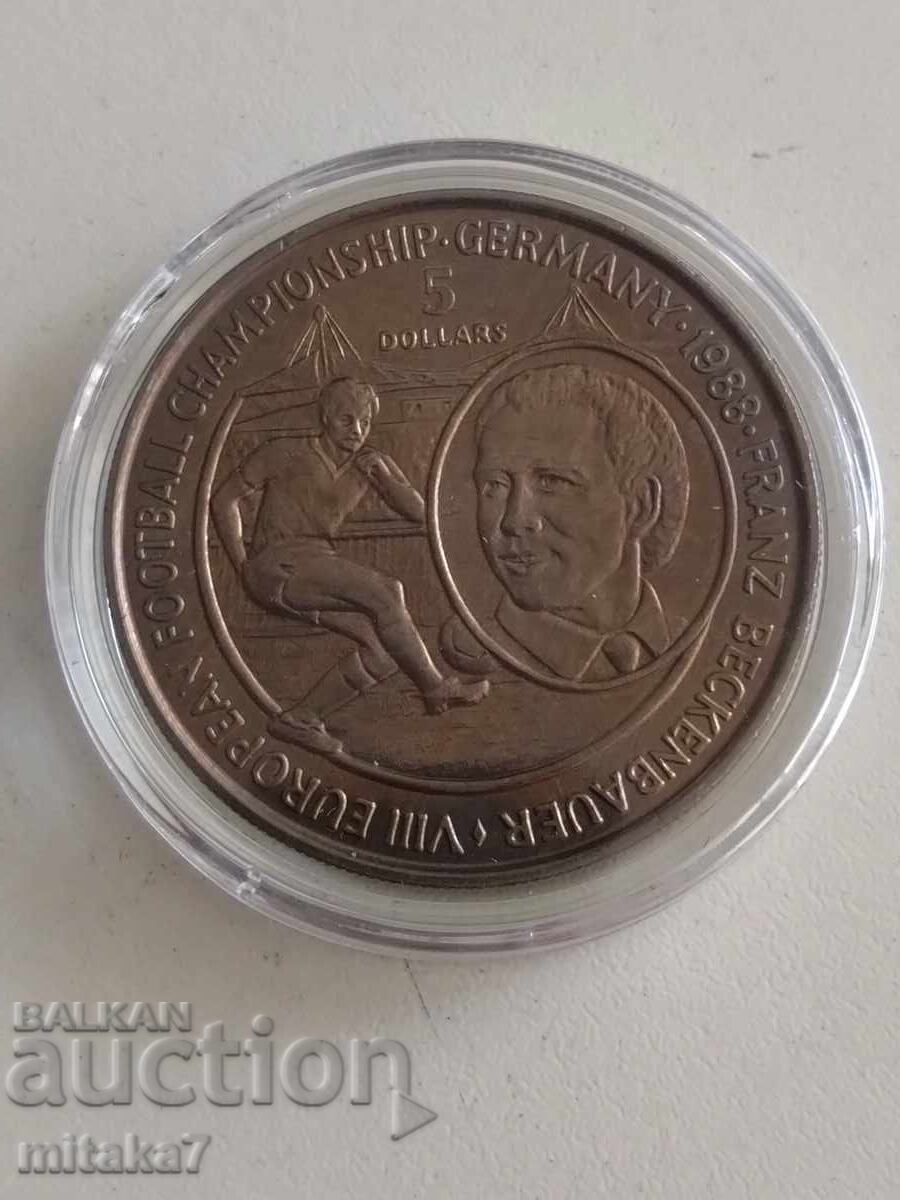 VIII EUROPEAN FOOTBALL CHAMPIONSHIP · GERMANY · 1988 · FRANZ BECKENBAUER
5
DOLLARS
BALKAN
auction
mitaka7